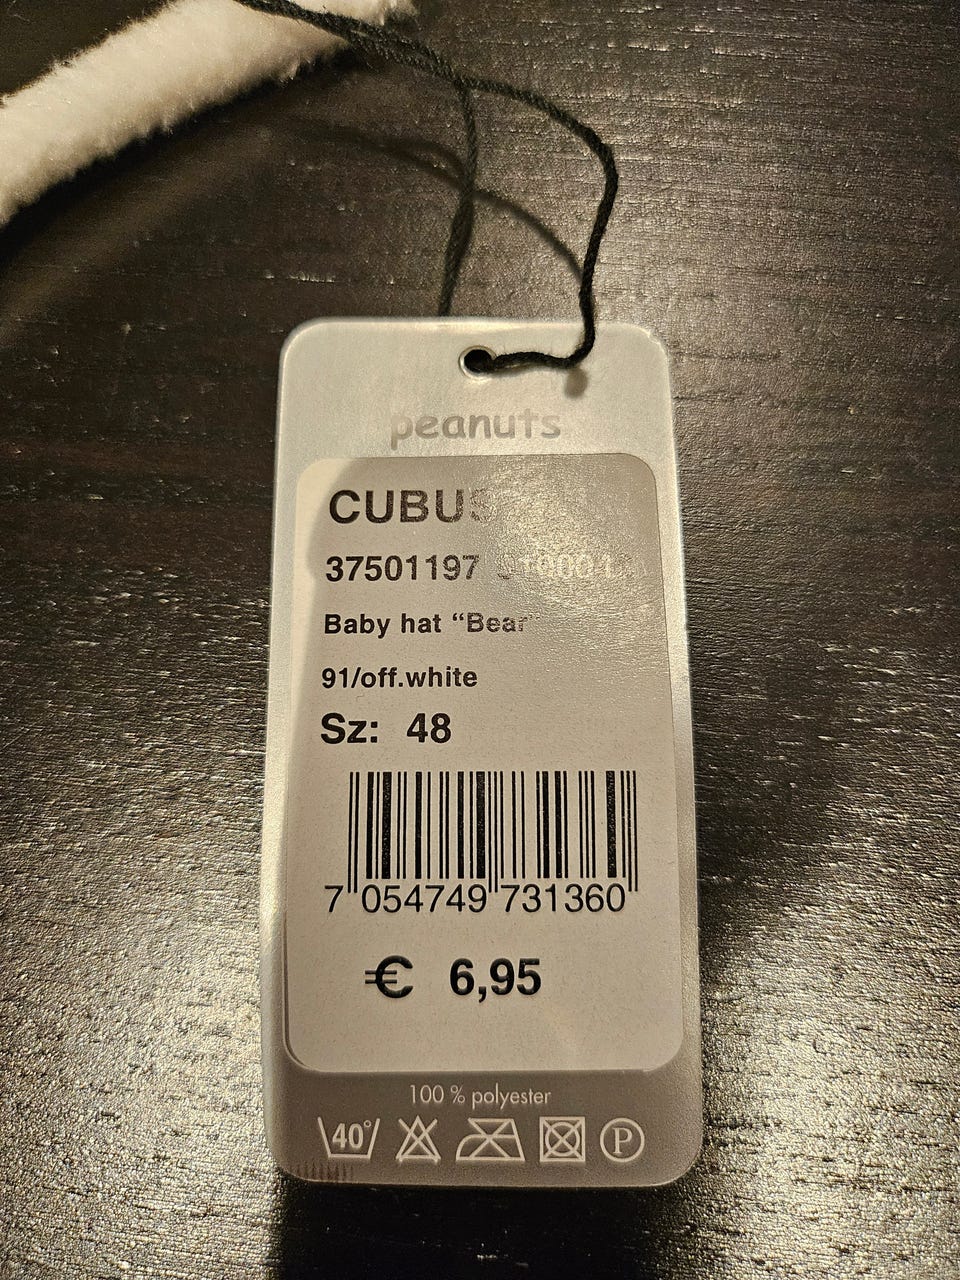 peanuts
CUBUS
37501197
Baby hat “Bear”
91/off.white
Sz: 48
7 054749 731360
€ 6,95
100 % polyester
40°
P